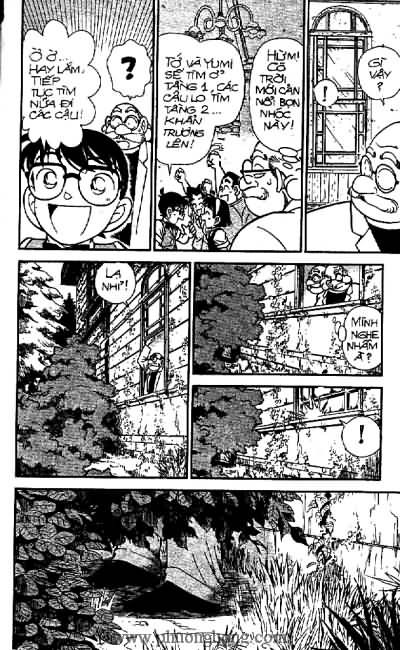 GÌ
VẬY?
!
HỪM!
CÓ
TRỜI
MỚI CẢN
NỔI BỌN
NHÓC
NÀY!
TỚ VÀ YUMI
SẼ TÌM Ở
TẦNG 1, CÁC
CẬU LO TÌM
TẦNG 2...
KHẨN
TRƯƠNG
LÊN!
?
Ờ Ờ...
HAY LẮM,
TIẾP
TỤC TÌM
NỮA ĐI
CÁC CẬU!
MÌNH
NGHE
NHẦM
À?
LẠ
NHỈ!
!